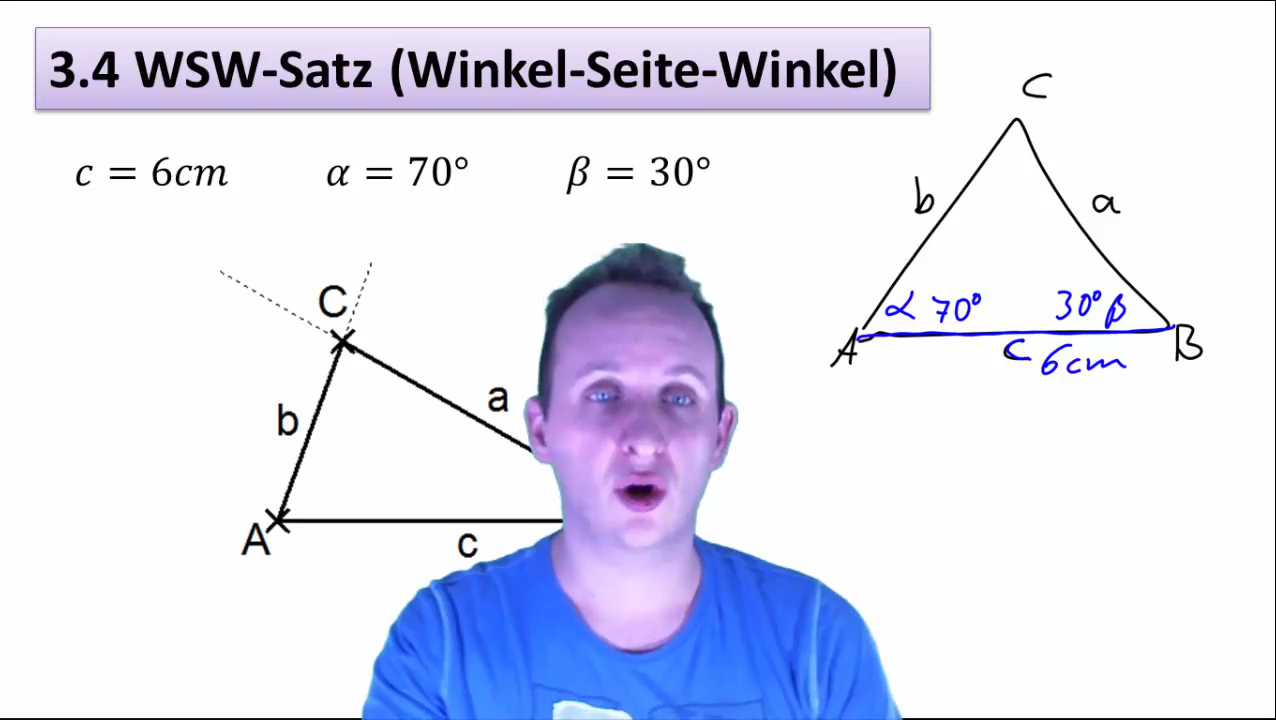 3.4 WSW-Satz (Winkel-Seite-Winkel)
c = 6cm α = 70° β = 30°
C
b a
α 70° 30° β
A B
c 6cm
C
b a
A
c